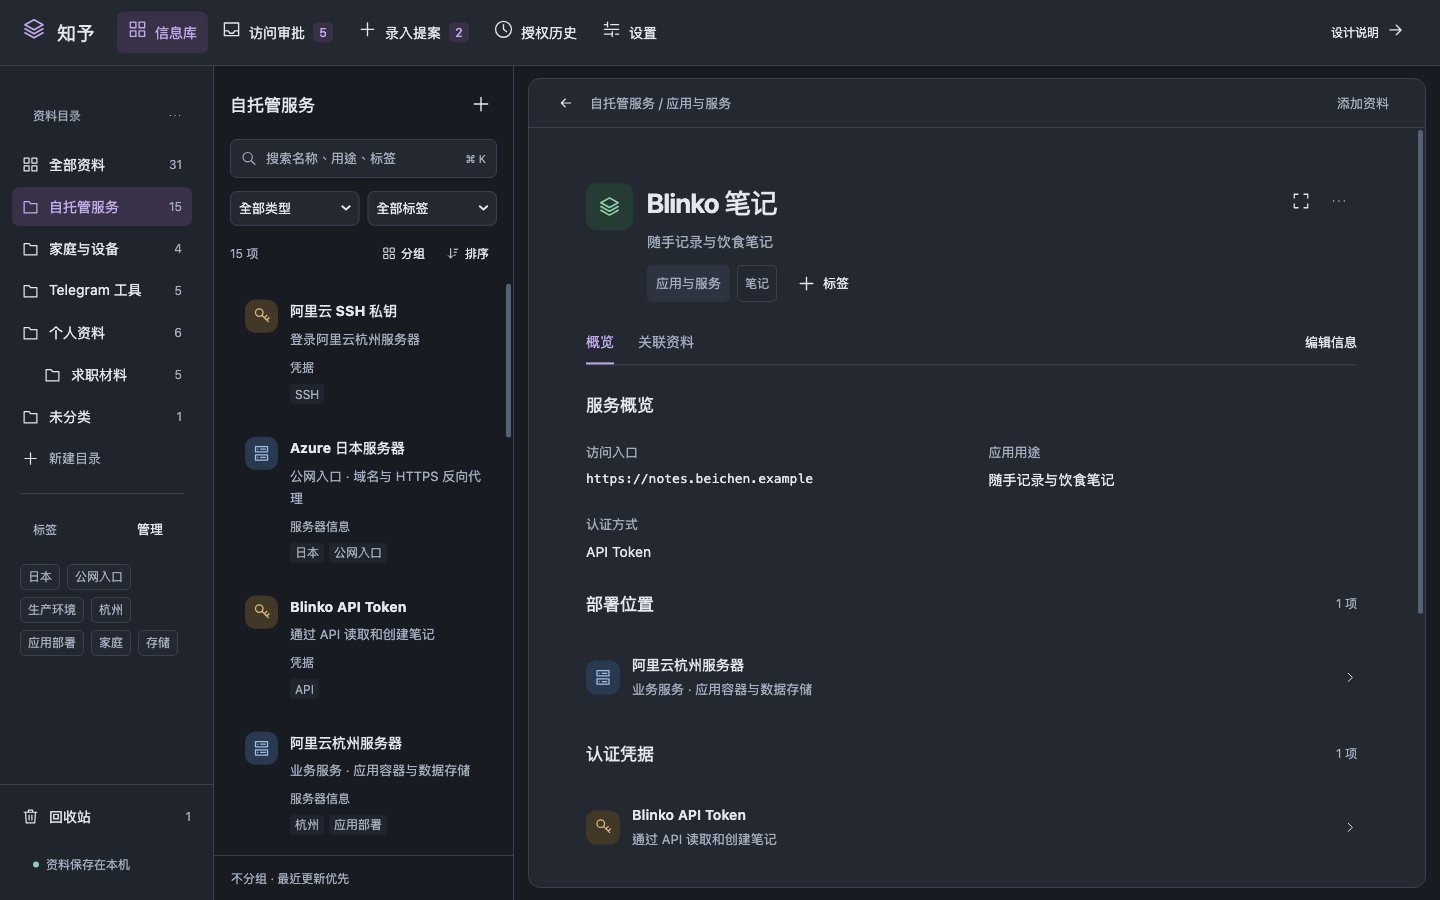 知予
信息库
访问审批 5
录入提案 2
授权历史
设置
设计说明
资料目录
全部资料 31
自托管服务 15
家庭与设备 4
Telegram 工具 5
个人资料 6
求职材料 5
未分类 1
新建目录
标签 管理
日本 公网入口
生产环境 杭州
应用部署 家庭 存储
回收站 1
资料保存在本机
自托管服务
搜索名称、用途、标签 ⌘ K
全部类型 全部标签
15 项 分组 排序
阿里云 SSH 私钥
登录阿里云杭州服务器
凭据
SSH
Azure 日本服务器
公网入口 · 域名与 HTTPS 反向代
理
服务器信息
日本 公网入口
Blinko API Token
通过 API 读取和创建笔记
凭据
API
阿里云杭州服务器
业务服务 · 应用容器与数据存储
服务器信息
杭州 应用部署
不分组 · 最近更新优先
自托管服务 / 应用与服务 添加资料
Blinko 笔记
随手记录与饮食笔记
应用与服务 笔记 标签
概览 关联资料 编辑信息
服务概览
访问入口
https://notes.beichen.example
应用用途
随手记录与饮食笔记
认证方式
API Token
部署位置 1 项
阿里云杭州服务器
业务服务 · 应用容器与数据存储
认证凭据 1 项
Blinko API Token
通过 API 读取和创建笔记